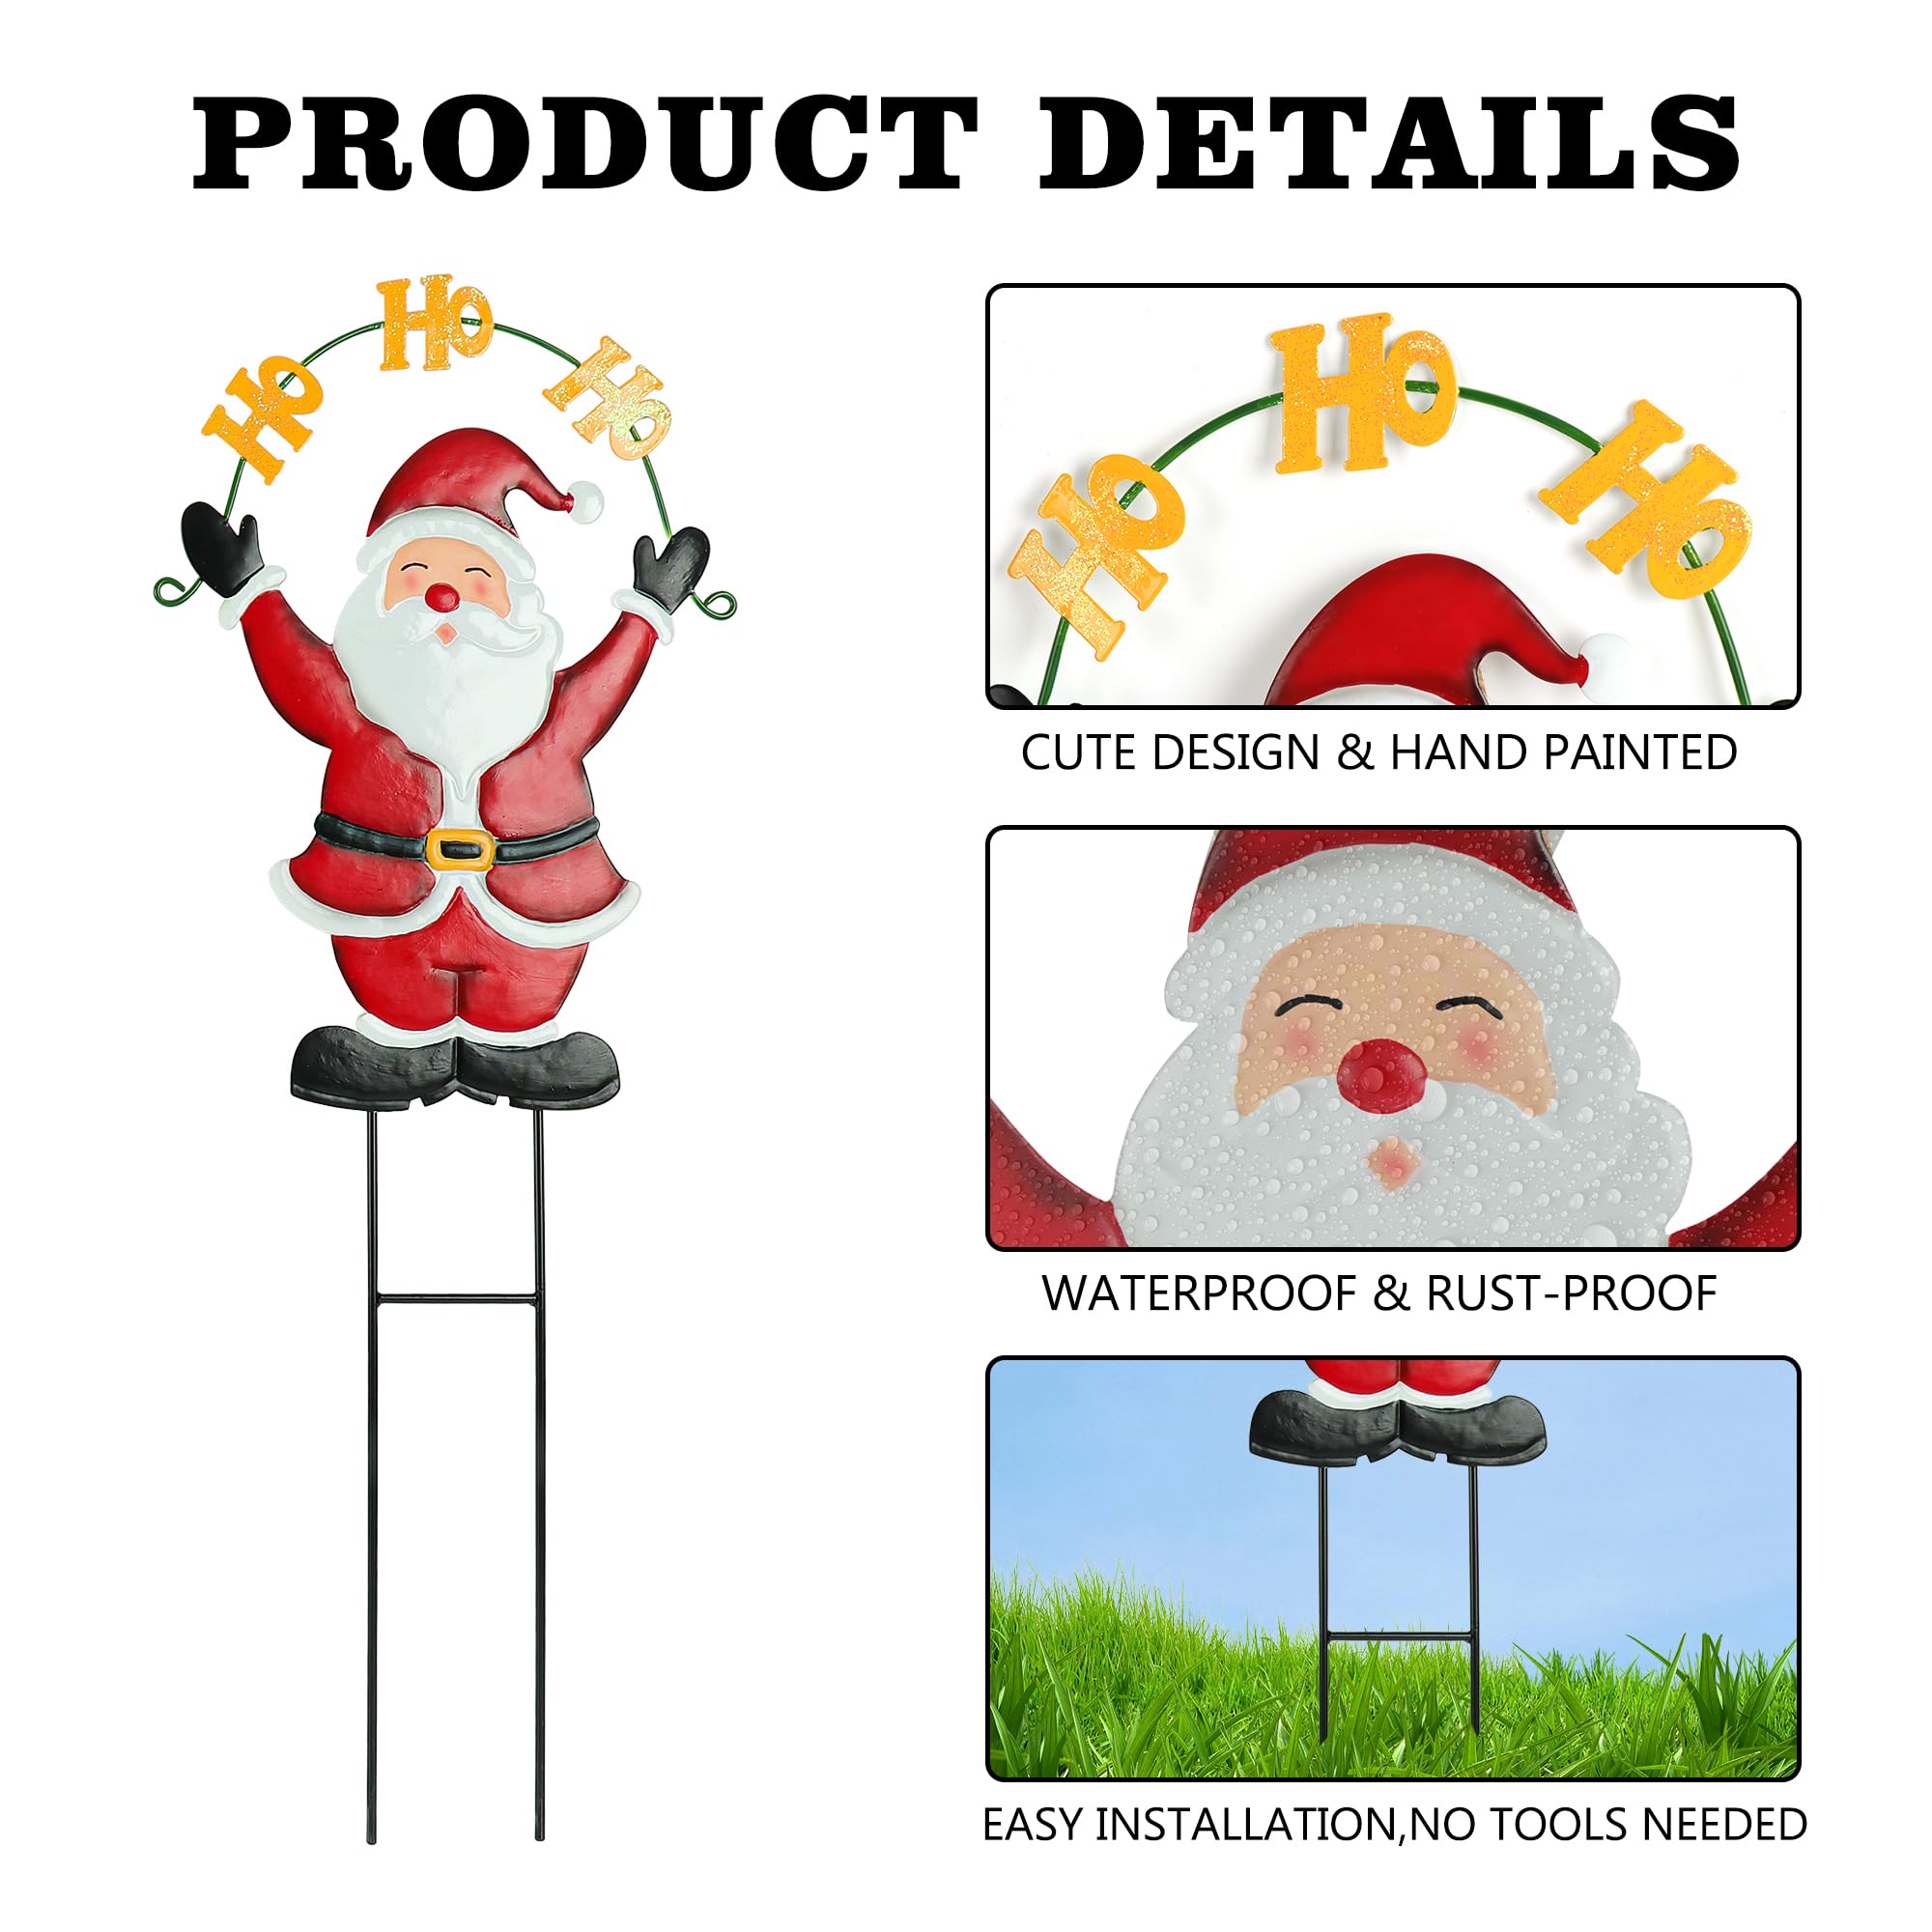 PRODUCT DETAILS
HO HO HO
HO HO HO
CUTE DESIGN & HAND PAINTED
WATERPROOF & RUST-PROOF
EASY INSTALLATION,NO TOOLS NEEDED